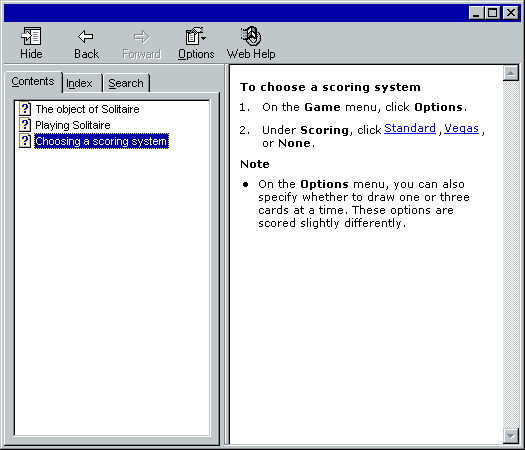 Hide Back Forward Options Web Help
Contents Index Search
The object of Solitaire
Playing Solitaire
Choosing a scoring system
To choose a scoring system
1. On the Game menu, click Options.
2. Under Scoring, click Standard , Vegas ,
or None.
Note
• On the Options menu, you can also
specify whether to draw one or three
cards at a time. These options are
scored slightly differently.